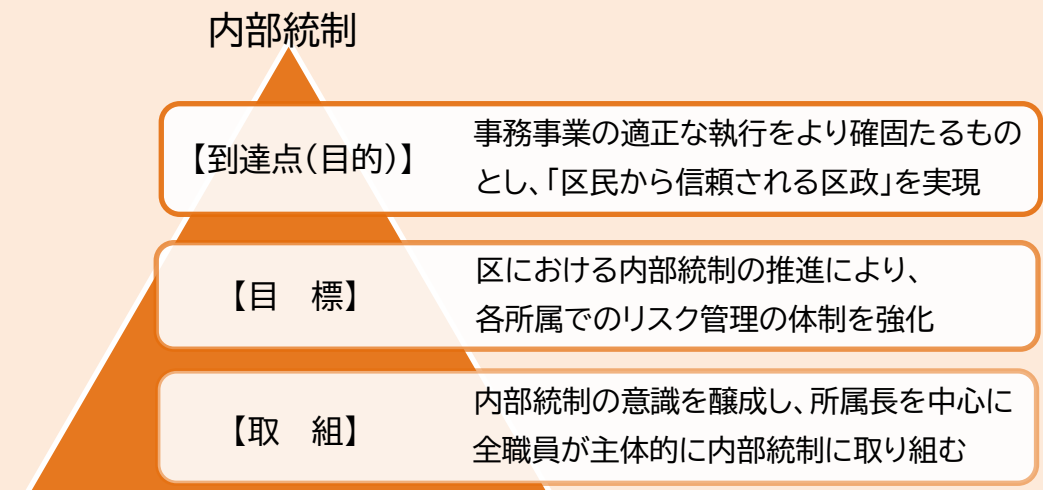 内部統制
【到達点(目的)】
事務事業の適正な執行をより確固たるもの
とし、「区民から信頼される区政」を実現
【目　標】
区における内部統制の推進により、
各所属でのリスク管理の体制を強化
【取　組】
内部統制の意識を醸成し、所属長を中心に
全職員が主体的に内部統制に取り組む